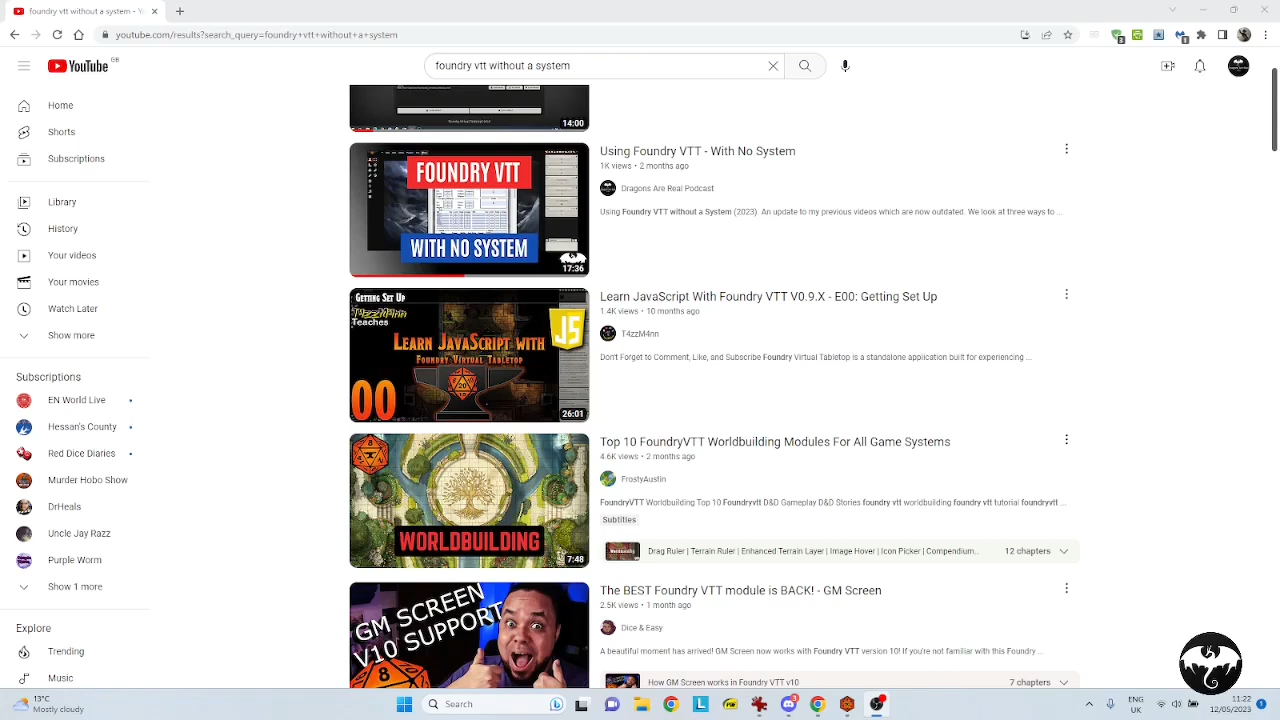 foundry vtt without a system - Y
youtube.com/results?search_query=foundry+vtt+without+a+system
YouTube GB
foundry vtt without a system
Home
Shorts
Subscriptions
Library
Your videos
Your movies
Watch Later
Show more
Subscriptions
EN World Live
Hessan's County
Red Dice Diaries
Murder Hobo Show
DrHeals
Uncle Jay Razz
Purple Worm
Show 1 more
Explore
Trending
Music
14:00
FOUNDRY VTT
WITH NO SYSTEM
17:36
Using Foundry VTT - With No System
1K views • 2 months ago
Dragons Are Real Podcast
Using Foundry vtt without a System (2023). An update to my previous videos which are now outdated. We look at three ways to ...
GETTING SET UP
T4zzM4nn
Teaches
LEARN JAVASCRIPT WITH
FOUNDRY VIRTUAL TABLETOP
JS
00
26:01
Learn JavaScript With Foundry VTT V0.9.X - E00: Getting Set Up
1.4K views • 10 months ago
T4zzM4nn
Don't Forget to Comment, Like, and Subscribe Foundry Virtual Tabletop is a standalone application built for experiencing ...
WORLDBUILDING
7:48
Top 10 FoundryVTT Worldbuilding Modules For All Game Systems
4.6K views • 2 months ago
FrostyAustin
FoundryVTT Worldbuilding Top 10 Foundryvtt D&D Gameplay D&D Stories foundry vtt worldbuilding foundry vtt tutorial foundryvtt ...
Subtitles
Drag Ruler | Terrain Ruler | Enhanced Terrain Layer | Image Hover | Icon Picker | Compendium...
12 chapters
GM SCREEN
V10 SUPPORT
8
The BEST Foundry VTT module is BACK! - GM Screen
2.5K views • 1 month ago
Dice & Easy
A beautiful moment has arrived! GM Screen now works with Foundry VTT version 10! If you're not familiar with this Foundry ...
How GM Screen works in Foundry VTT v10
7 chapters
13°C
Mostly cloudy
Search
ENG
UK
11:22
12/05/2023